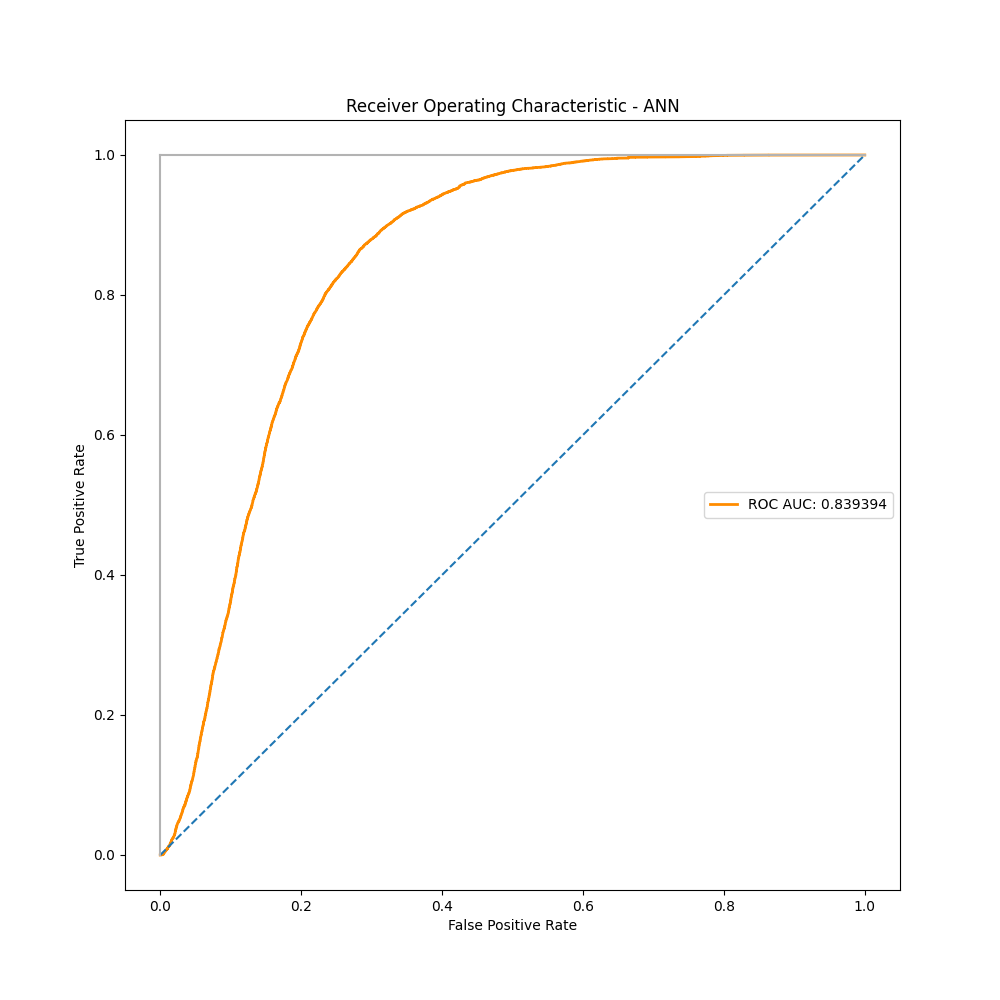 Receiver Operating Characteristic - ANN
True Positive Rate
1.0
0.8
0.6
0.4
0.2
0.0
ROC AUC: 0.839394
0.0 0.2 0.4 0.6 0.8 1.0
False Positive Rate